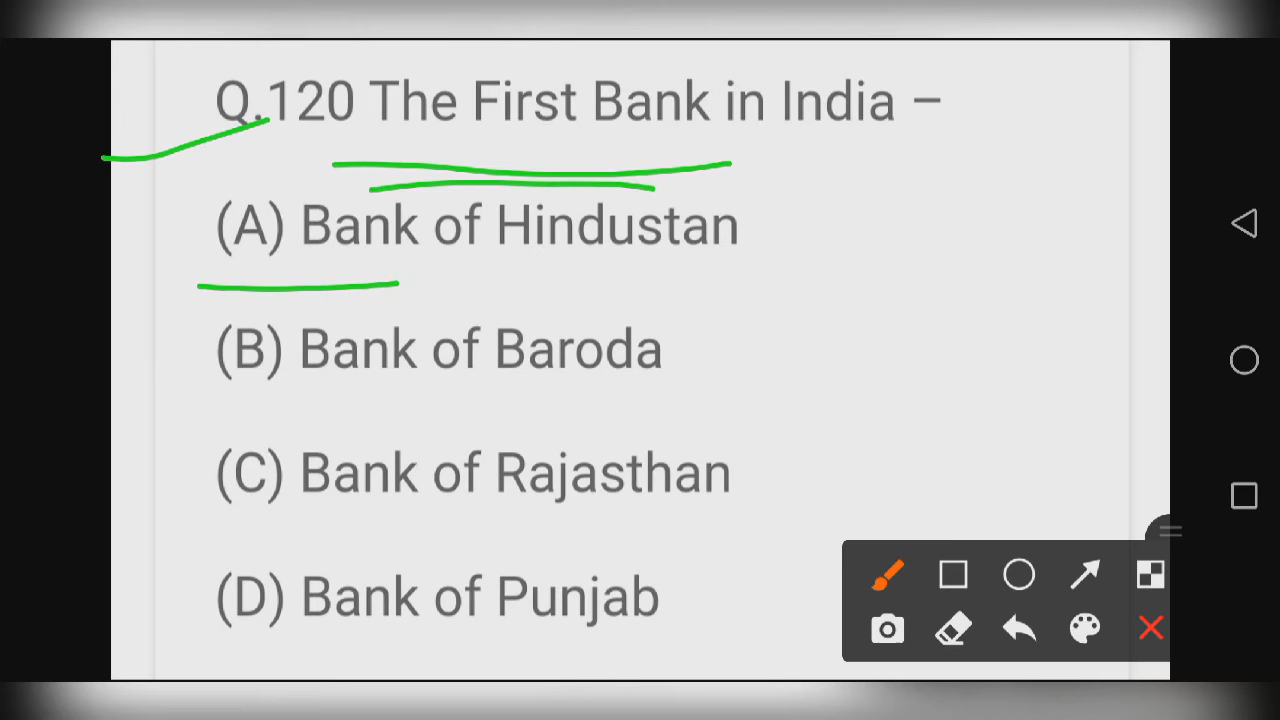 Q.120 The First Bank in India –
(A) Bank of Hindustan
(B) Bank of Baroda
(C) Bank of Rajasthan
(D) Bank of Punjab